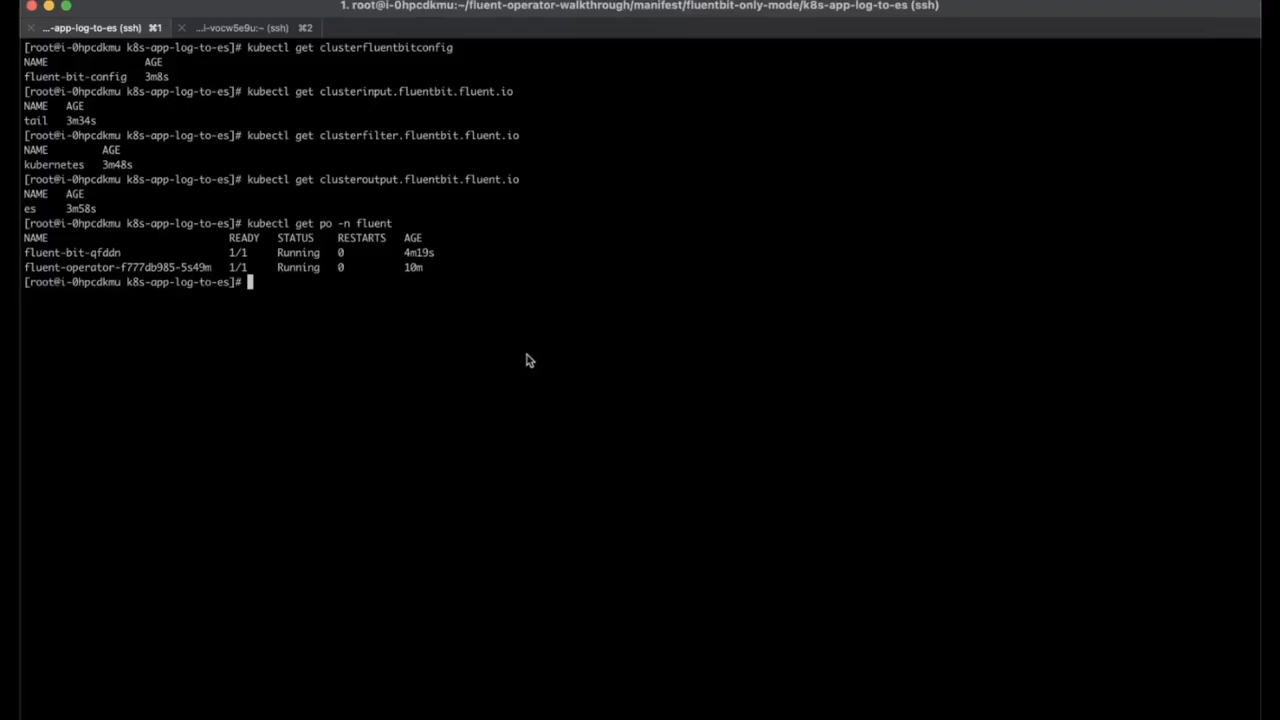 1. root@i-0hpcdkmu:~/fluent-operator-walkthrough/manifest/fluentbit-only-mode/k8s-app-log-to-es (ssh)
...-app-log-to-es (ssh) ⌘1 ...i-vocw5e9u:~ (ssh) ⌘2
[root@i-0hpcdkmu k8s-app-log-to-es]# kubectl get clusterfluentbitconfig
NAME AGE
fluent-bit-config 3m8s
[root@i-0hpcdkmu k8s-app-log-to-es]# kubectl get clusterinput.fluentbit.fluent.io
NAME AGE
tail 3m34s
[root@i-0hpcdkmu k8s-app-log-to-es]# kubectl get clusterfilter.fluentbit.fluent.io
NAME AGE
kubernetes 3m48s
[root@i-0hpcdkmu k8s-app-log-to-es]# kubectl get clusteroutput.fluentbit.fluent.io
NAME AGE
es 3m58s
[root@i-0hpcdkmu k8s-app-log-to-es]# kubectl get po -n fluent
NAME READY STATUS RESTARTS AGE
fluent-bit-qfddn 1/1 Running 0 4m19s
fluent-operator-f777db985-5s49m 1/1 Running 0 10m
[root@i-0hpcdkmu k8s-app-log-to-es]#